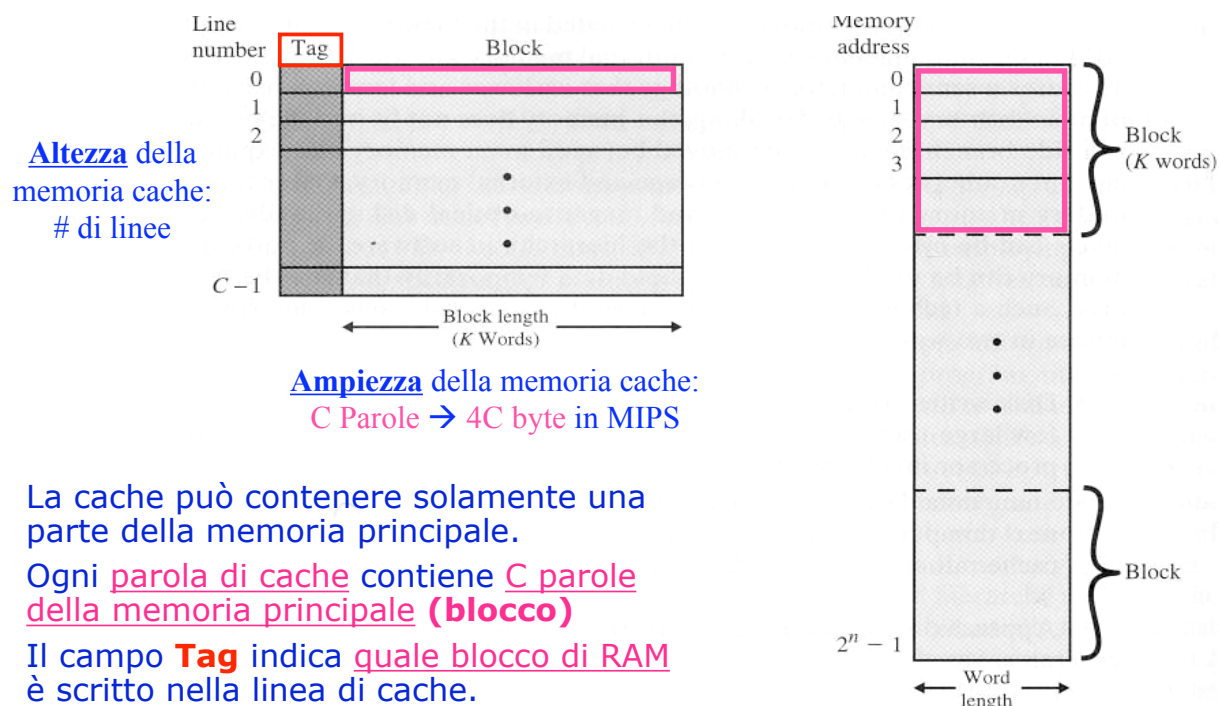 Line
number
Tag
Block
0
1
2
C – 1
Block length
(K Words)
Altezza della
memoria cache:
# di linee
Ampiezza della memoria cache:
C Parole → 4C byte in MIPS
La cache può contenere solamente una
parte della memoria principale.
Ogni parola di cache contiene C parole
della memoria principale (blocco)
Il campo Tag indica quale blocco di RAM
è scritto nella linea di cache.
Memory
address
0
1
2
3
Block
(K words)
Block
2ⁿ – 1
Word
length